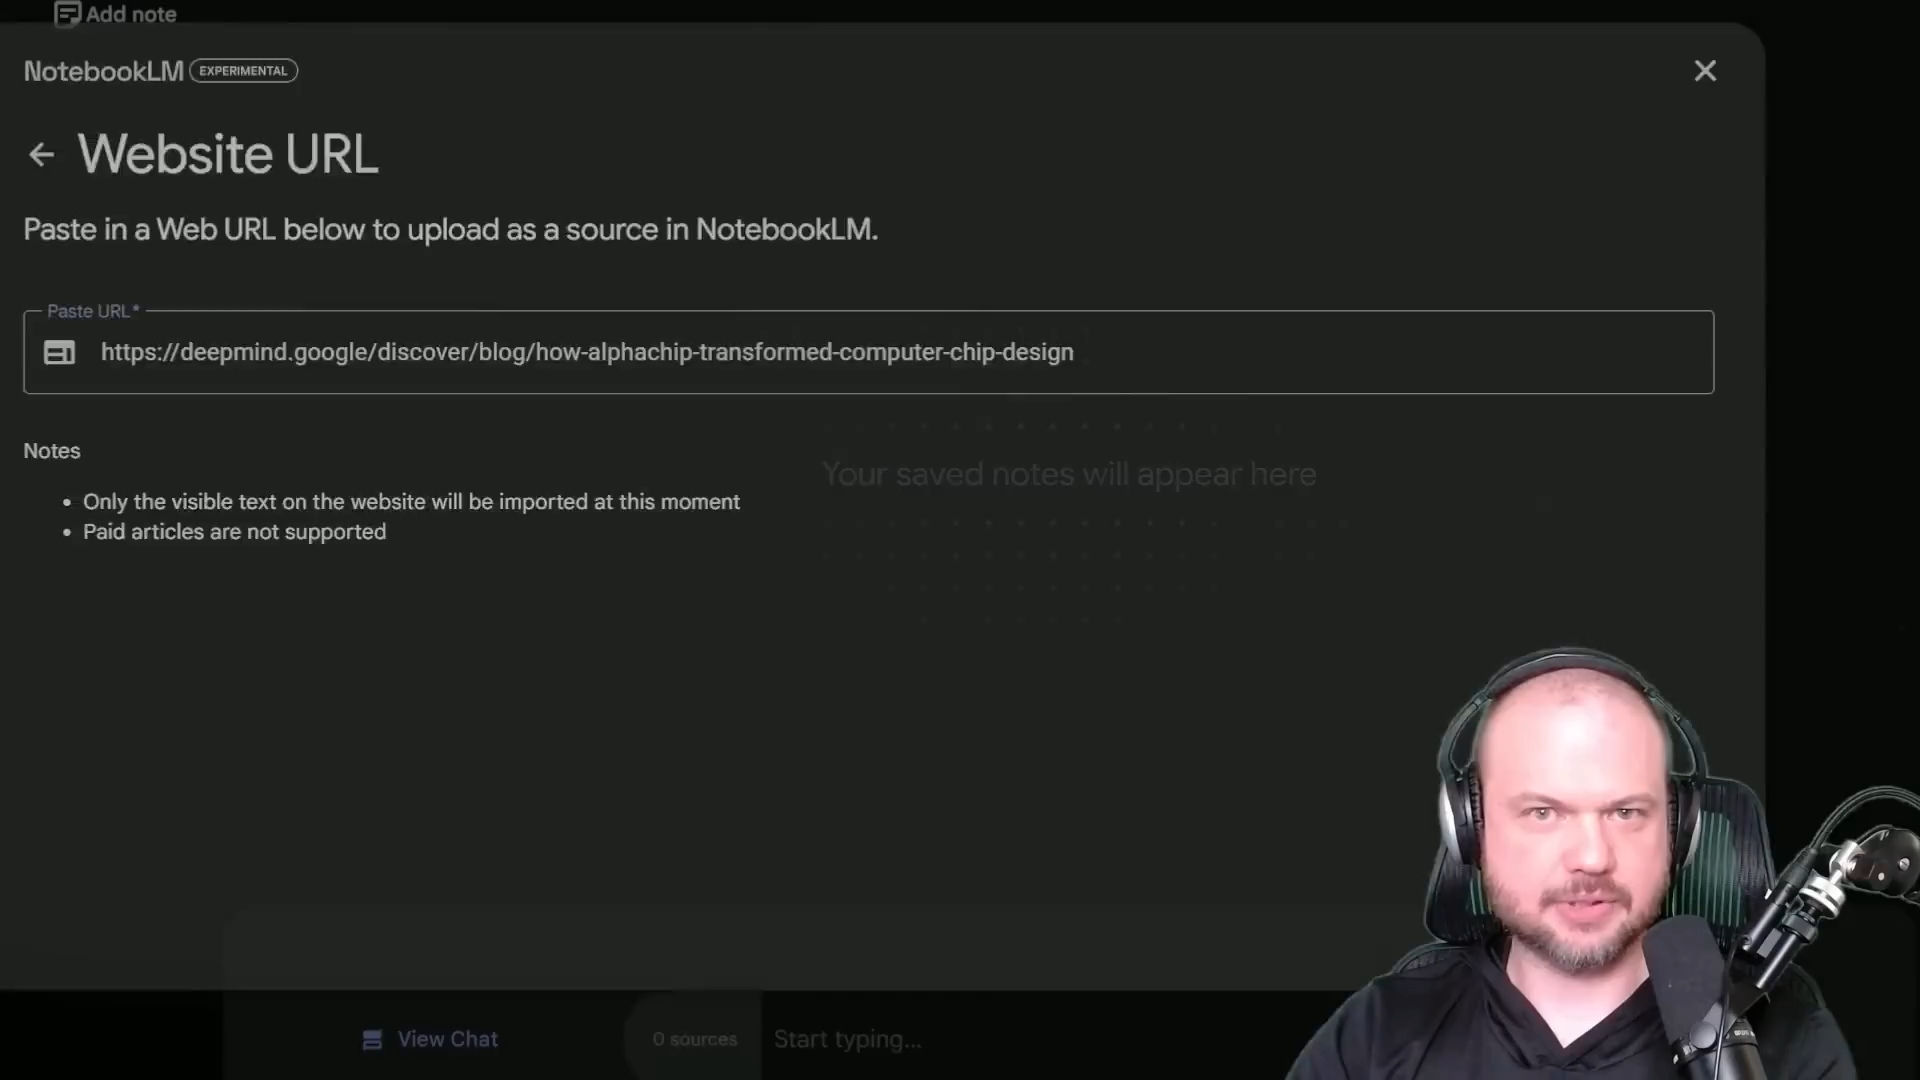 Add note
NotebookLM EXPERIMENTAL
Website URL
Paste in a Web URL below to upload as a source in NotebookLM.
Paste URL*
https://deepmind.google/discover/blog/how-alphachip-transformed-computer-chip-design
Notes
Your saved notes will appear here
• Only the visible text on the website will be imported at this moment
• Paid articles are not supported
View Chat
0 sources
Start typing...